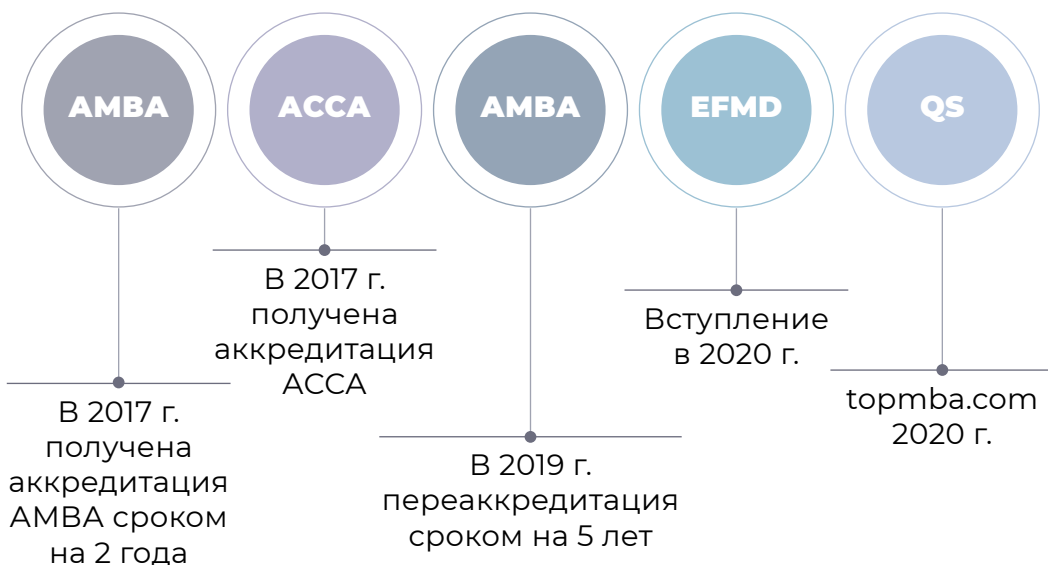 AMBA
ACCA
AMBA
EFMD
QS
В 2017 г.
получена
аккредитация
AMBA сроком
на 2 года
В 2017 г.
получена
аккредитация
ACCA
В 2019 г.
переаккредитация
сроком на 5 лет
Вступление
в 2020 г.
topmba.com
2020 г.